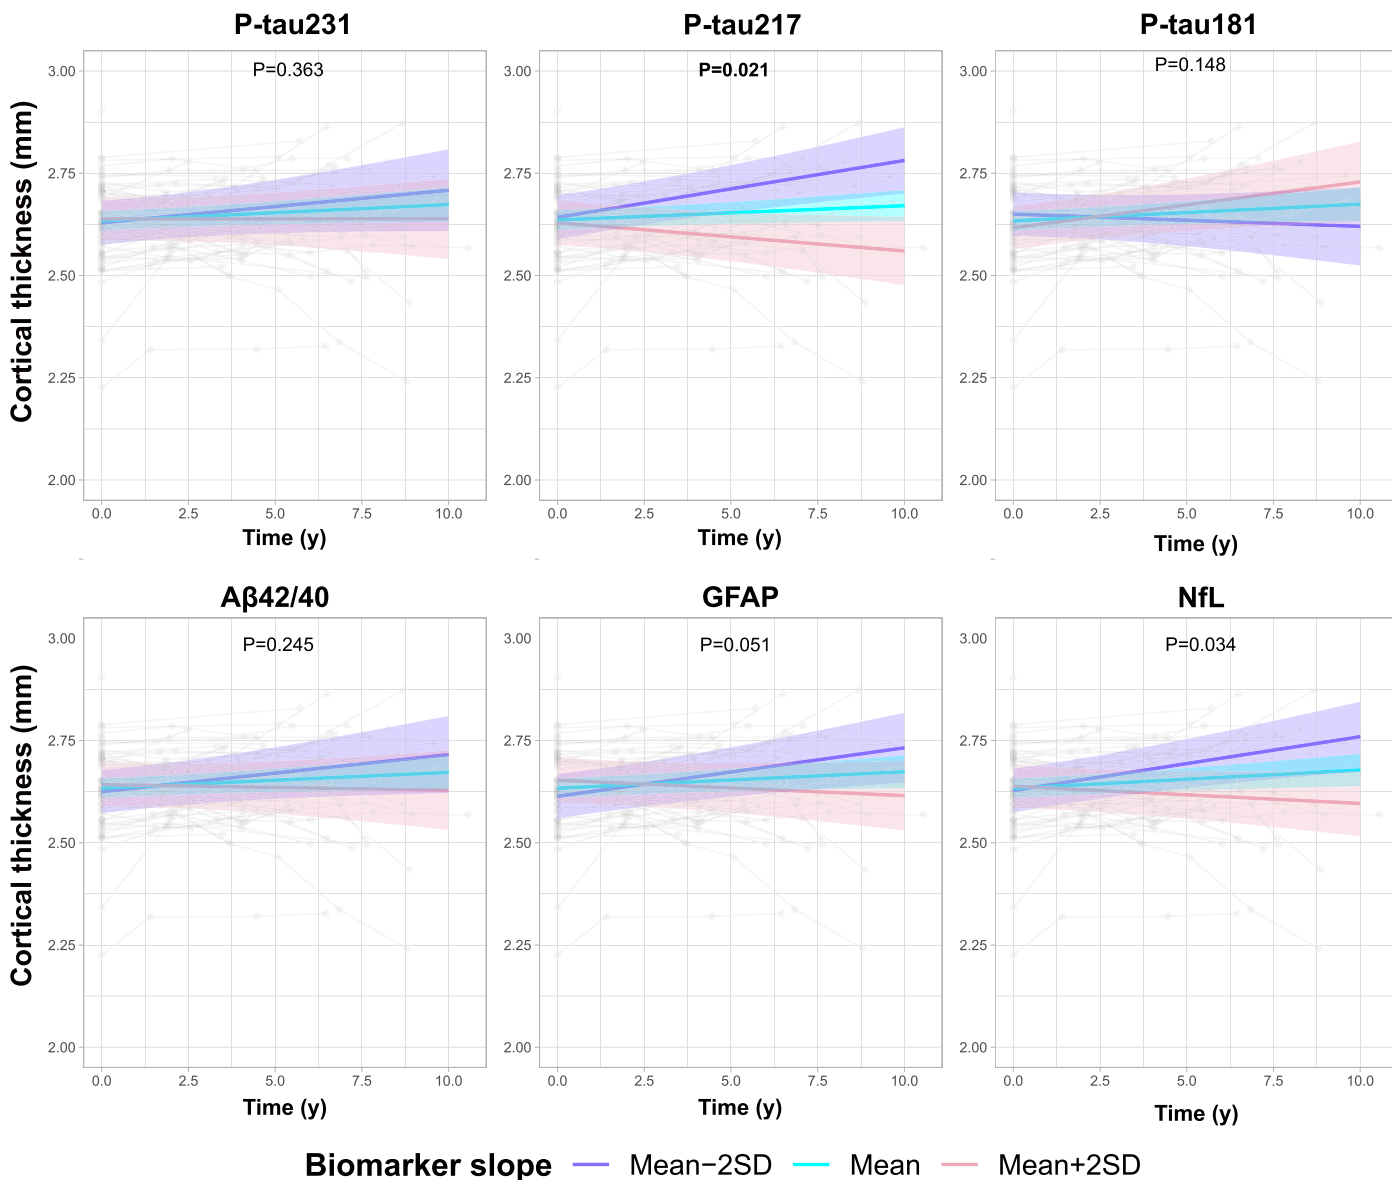 P-tau231
P-tau217
P-tau181
P=0.363
P=0.021
P=0.148
Cortical thickness (mm)
3.00
2.75
2.50
2.25
2.00
3.00
2.75
2.50
2.25
2.00
3.00
2.75
2.50
2.25
2.00
0.0 2.5 5.0 7.5 10.0
0.0 2.5 5.0 7.5 10.0
0.0 2.5 5.0 7.5 10.0
Time (y)
Time (y)
Time (y)
Aβ42/40
GFAP
NfL
P=0.245
P=0.051
P=0.034
Cortical thickness (mm)
3.00
2.75
2.50
2.25
2.00
3.00
2.75
2.50
2.25
2.00
3.00
2.75
2.50
2.25
2.00
0.0 2.5 5.0 7.5 10.0
0.0 2.5 5.0 7.5 10.0
0.0 2.5 5.0 7.5 10.0
Time (y)
Time (y)
Time (y)
Biomarker slope Mean−2SD Mean Mean+2SD